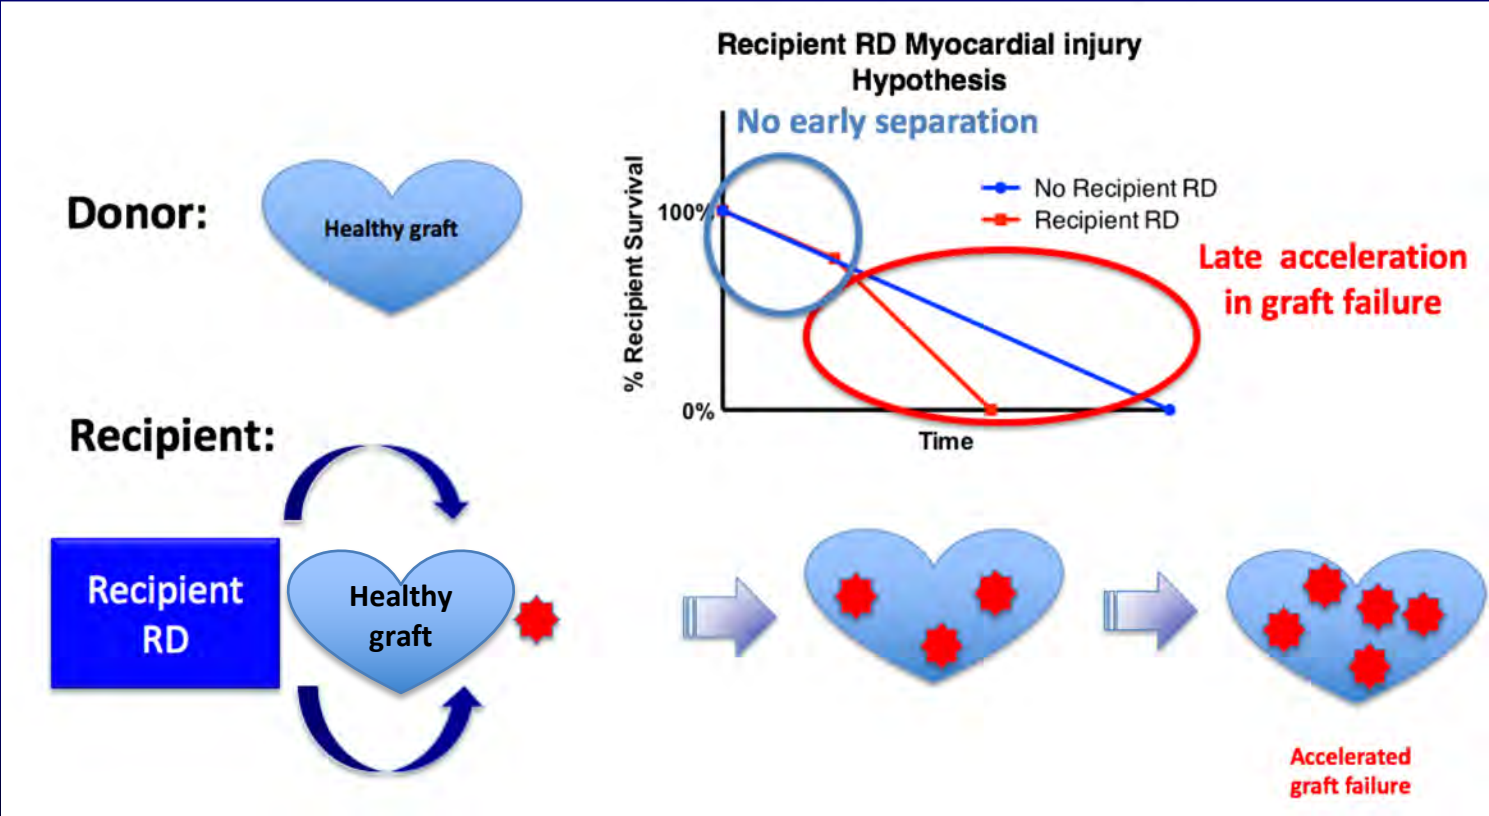 Recipient RD Myocardial injury
Hypothesis
No early separation
% Recipient Survival
100%
0%
Time
No Recipient RD
Recipient RD
Late acceleration
in graft failure
Donor:
Healthy graft
Recipient:
Recipient
RD
Healthy
graft
Accelerated
graft failure